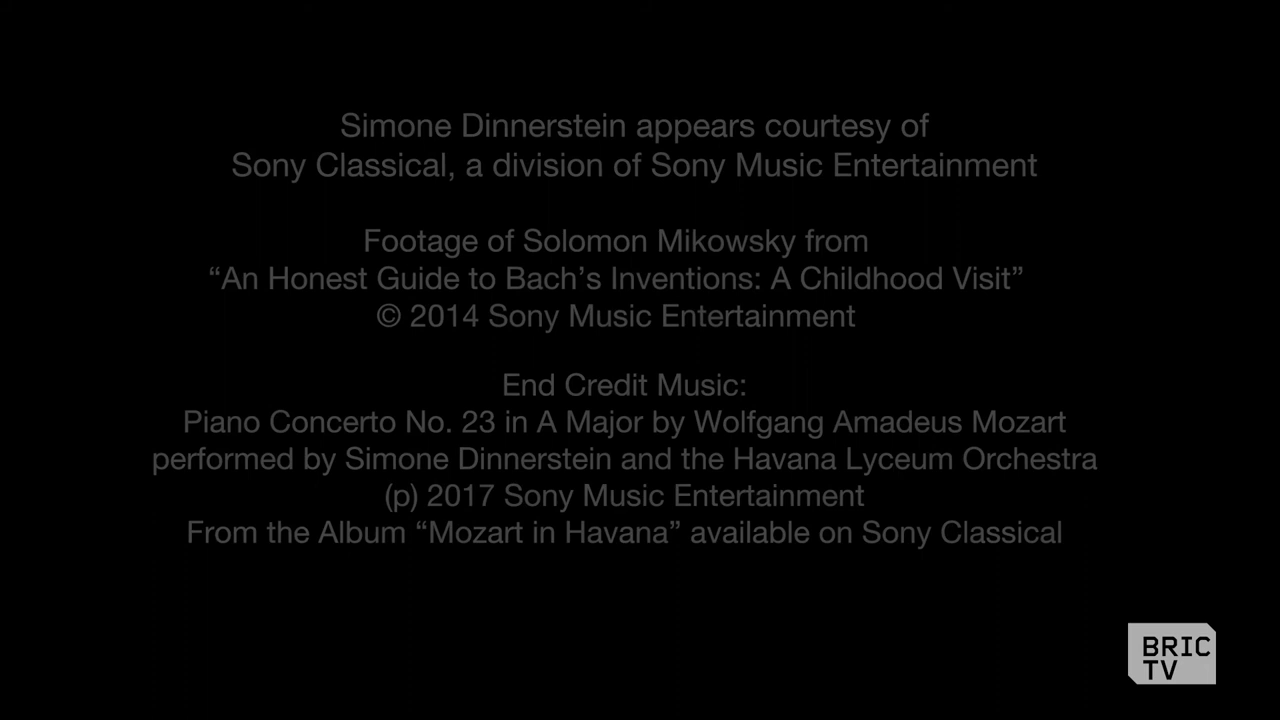 Simone Dinnerstein appears courtesy of
Sony Classical, a division of Sony Music Entertainment
Footage of Solomon Mikowsky from
“An Honest Guide to Bach’s Inventions: A Childhood Visit”
© 2014 Sony Music Entertainment
End Credit Music:
Piano Concerto No. 23 in A Major by Wolfgang Amadeus Mozart
performed by Simone Dinnerstein and the Havana Lyceum Orchestra
(p) 2017 Sony Music Entertainment
From the Album “Mozart in Havana” available on Sony Classical
BRIC
TV